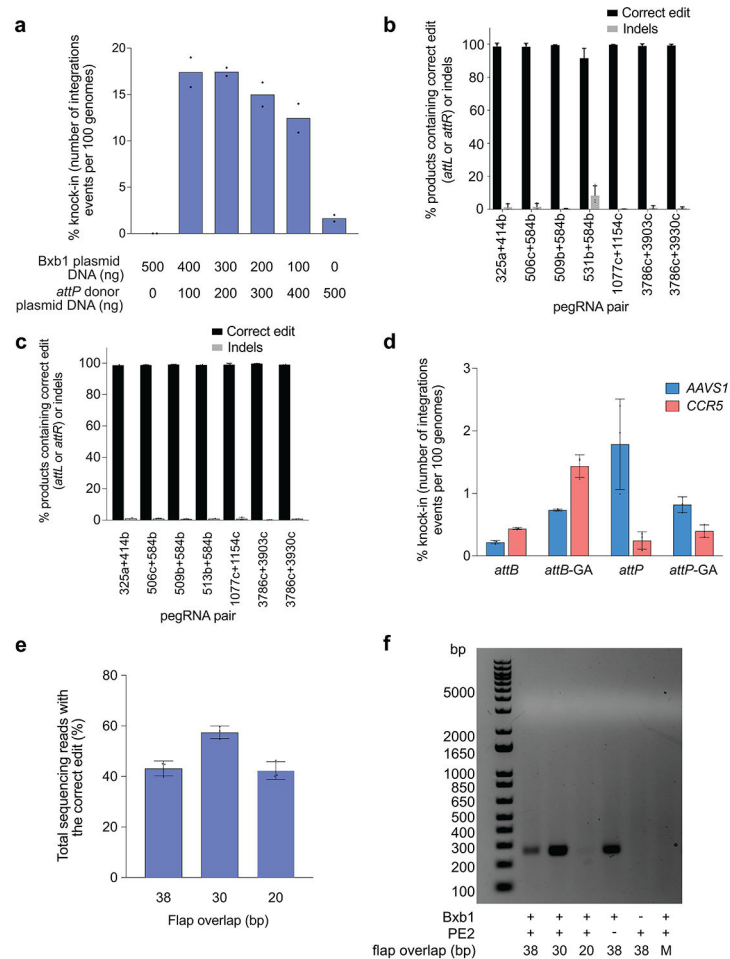 a
% knock-in (number of integrations
events per 100 genomes)
20
15
10
5
0
Bxb1 plasmid
DNA (ng)
500 400 300 200 100 0
attP donor
plasmid DNA (ng)
0 100 200 300 400 500
b
Correct edit
Indels
% products containing correct edit
(attL or attR) or indels
100
80
60
40
20
0
325a+414b
506c+584b
509b+584b
531b+584b
1077c+1154c
3786c+3903c
3786c+3930c
pegRNA pair
c
Correct edit
Indels
% products containing correct edit
(attL or attR) or indels
100
80
60
40
20
0
325a+414b
506c+584b
509b+584b
513b+584b
1077c+1154c
3786c+3903c
3786c+3930c
pegRNA pair
d
% knock-in (number of integrations
events per 100 genomes)
3
2
1
0
AAVS1
CCR5
attB attB-GA attP attP-GA
e
Total sequencing reads with
the correct edit (%)
80
60
40
20
0
38 30 20
Flap overlap (bp)
f
bp
5000
2000
1650
1000
850
650
500
400
300
200
100
Bxb1 + + + + - +
PE2 + + + - + +
flap overlap (bp) 38 30 20 38 38 M